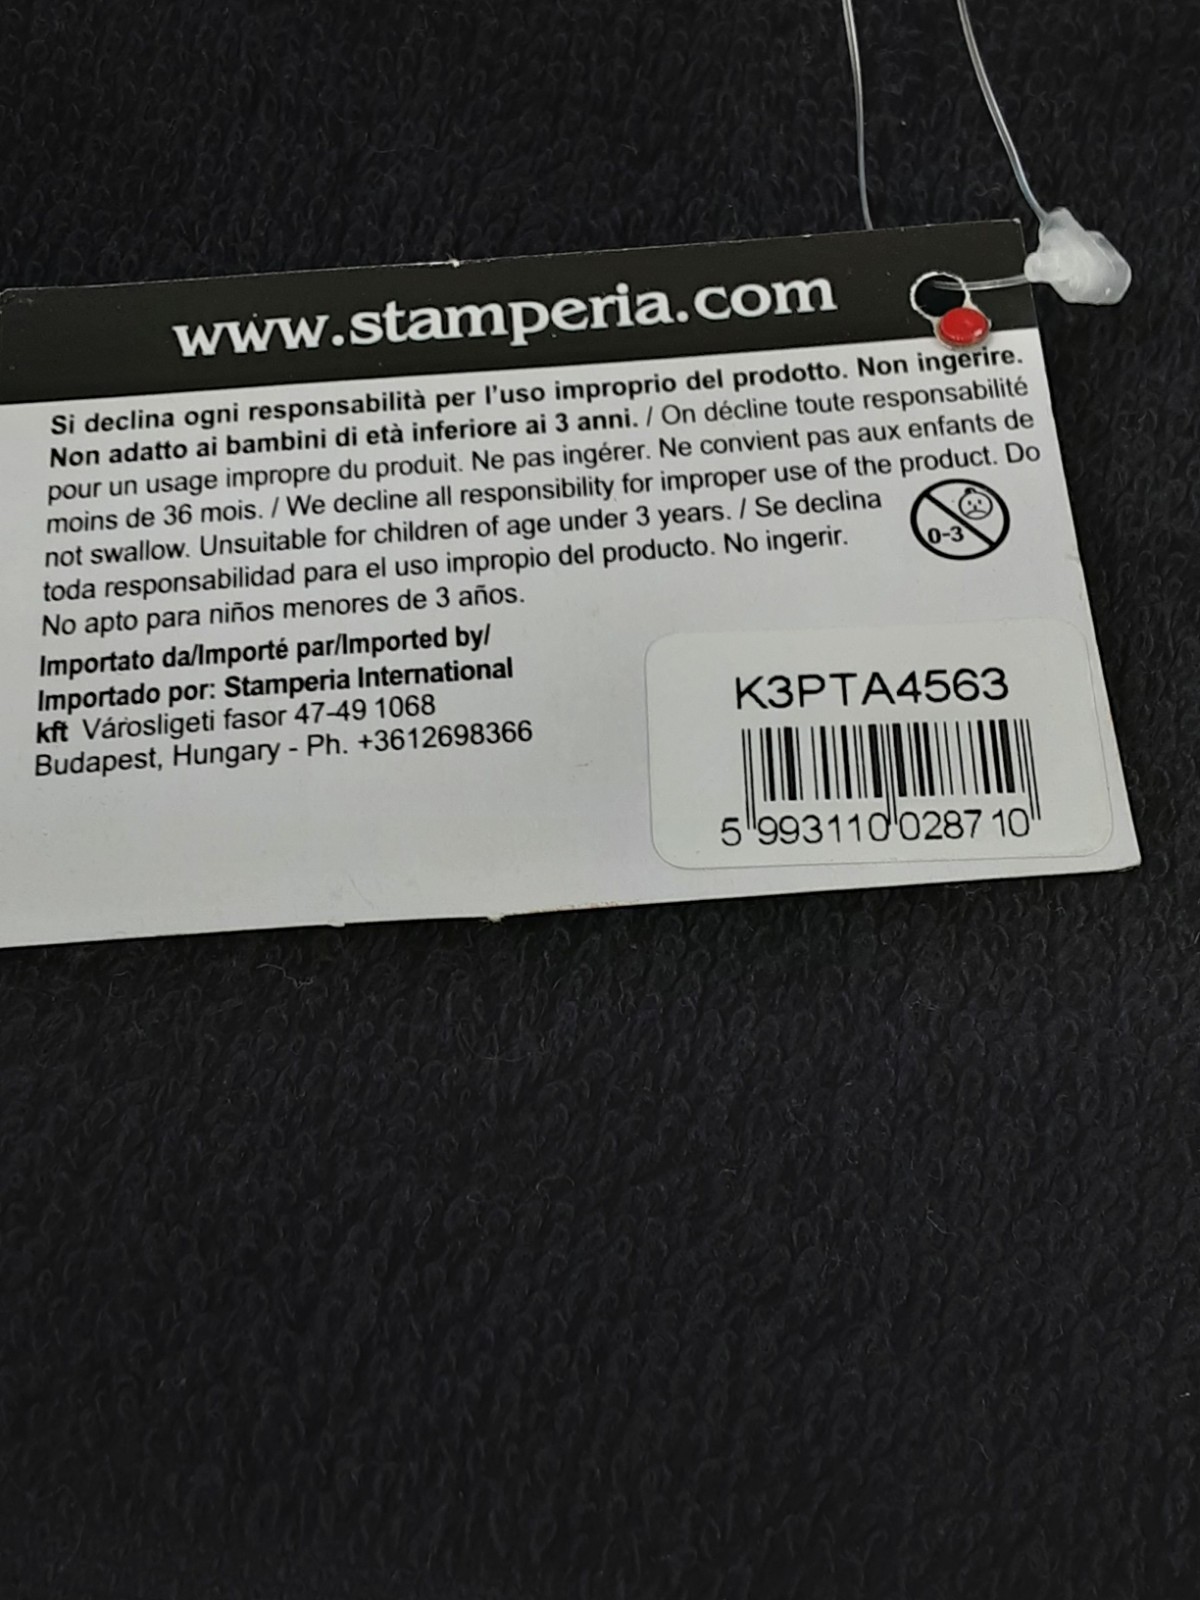 www.stamperia.com
Si declina ogni responsabilità per l'uso improprio del prodotto. Non ingerire.
Non adatto ai bambini di età inferiore ai 3 anni. / On décline toute responsabilité
pour un usage impropre du produit. Ne pas ingérer. Ne convient pas aux enfants de
moins de 36 mois. / We decline all responsibility for improper use of the product. Do
not swallow. Unsuitable for children of age under 3 years. / Se declina
toda responsabilidad para el uso impropio del producto. No ingerir.
No apto para niños menores de 3 años.
0-3
Importato da/Importé par/Imported by/
Importado por: Stamperia International
kft Városligeti fasor 47-49 1068
Budapest, Hungary - Ph. +3612698366
K3PTA4563
5 993110 028710